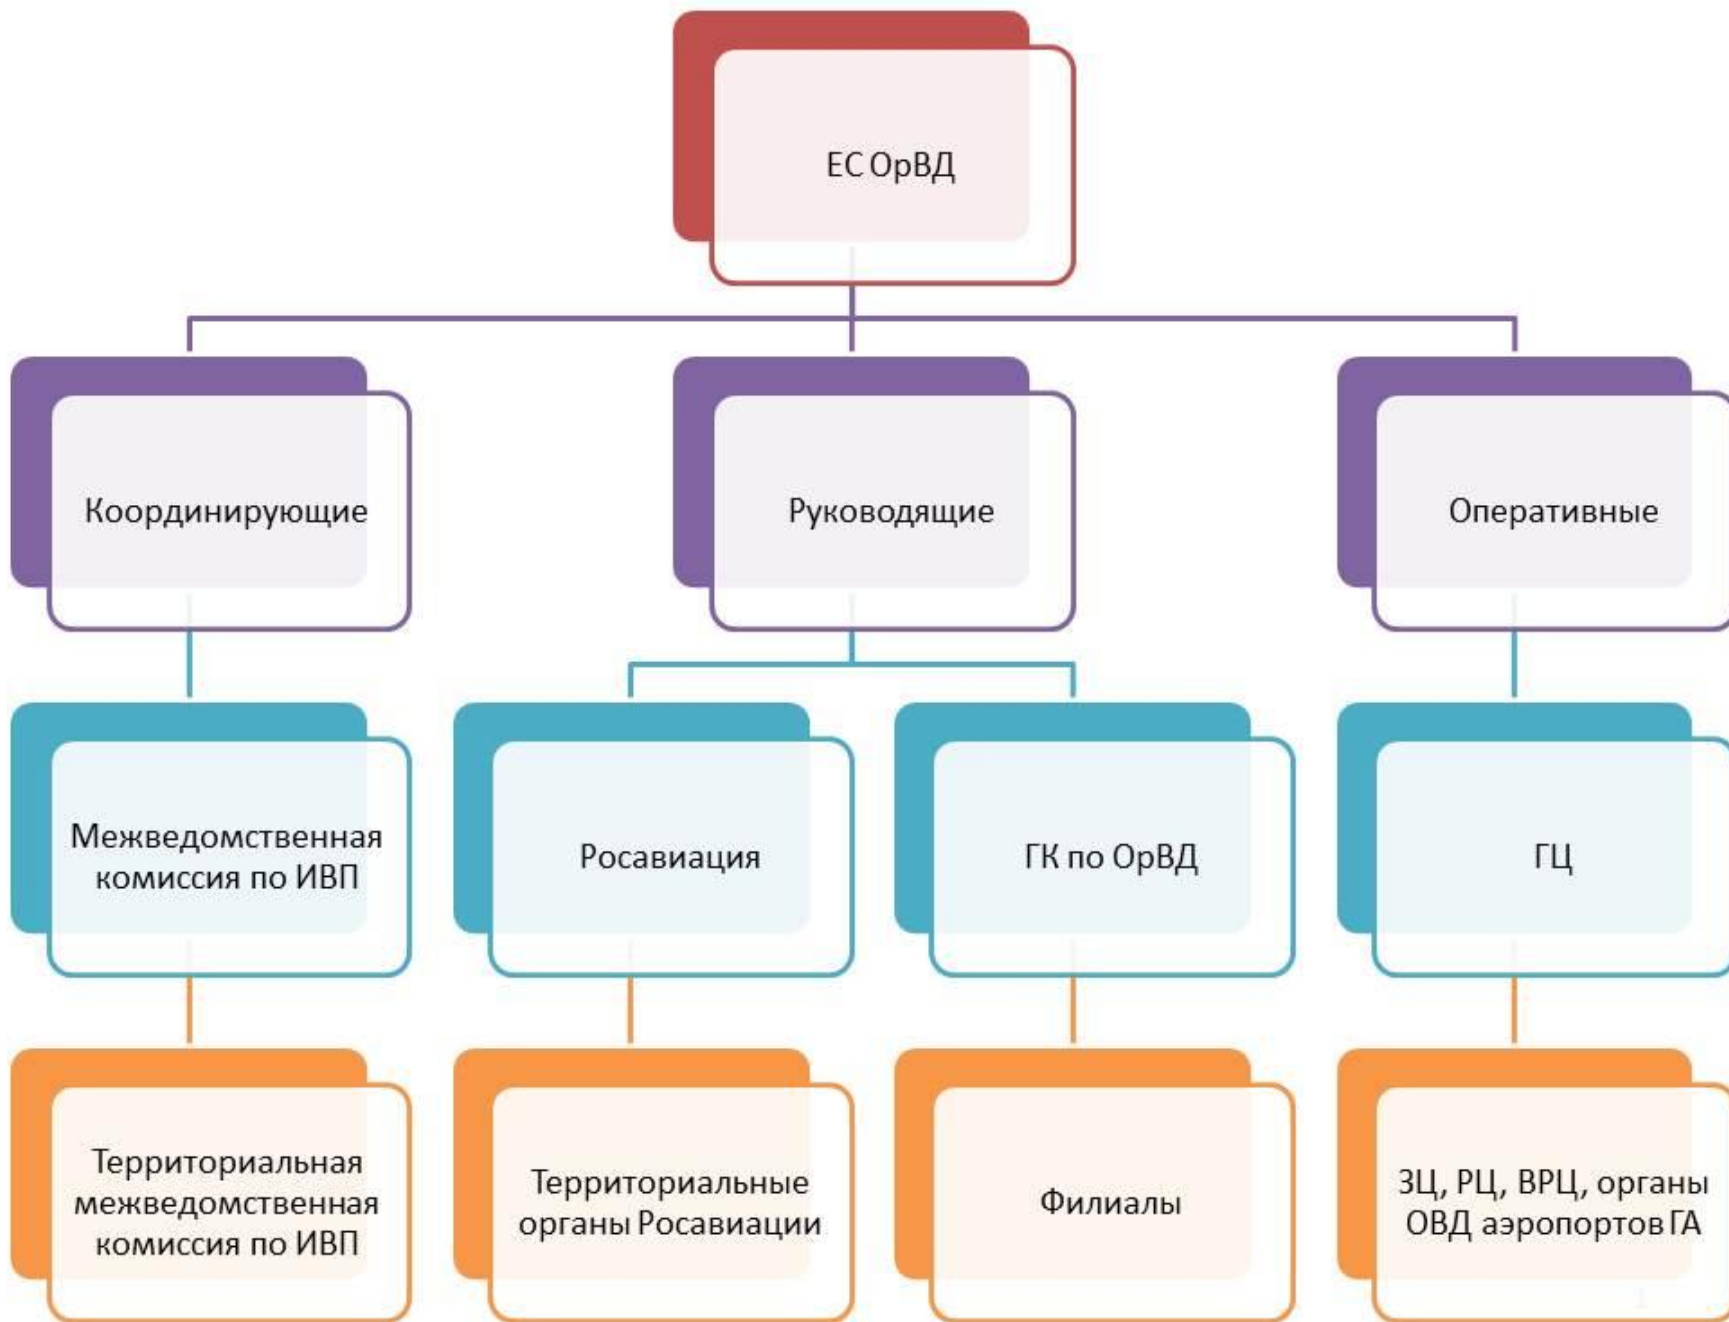 ЕС ОрВД
Координирующие
Руководящие
Оперативные
Межведомственная
комиссия по ИВП
Росавиация
ГК по ОрВД
ГЦ
Территориальная
межведомственная
комиссия по ИВП
Территориальные
органы Росавиации
Филиалы
ЗЦ, РЦ, ВРЦ, органы
ОВД аэропортов ГА
1